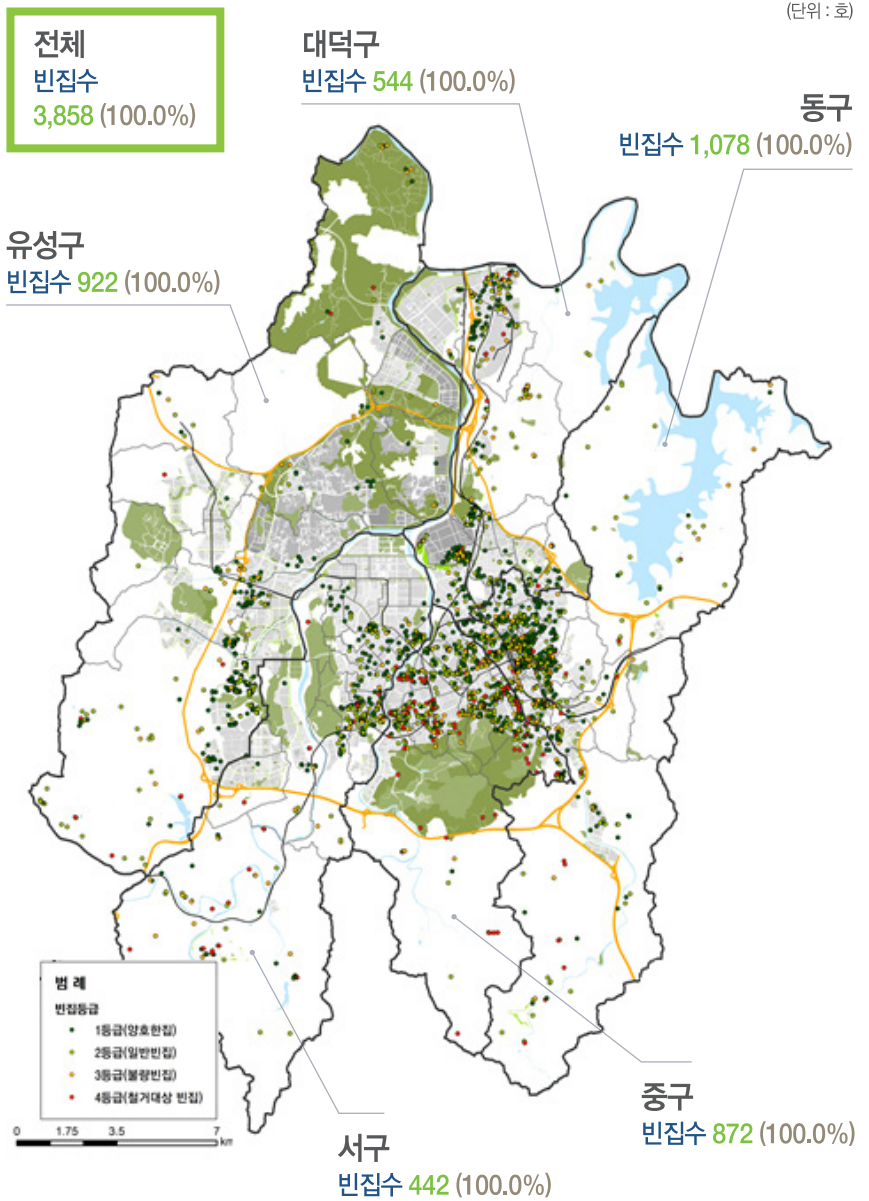 (단위 : 호)
전체
빈집수
3,858 (100.0%)
대덕구
빈집수 544 (100.0%)
동구
빈집수 1,078 (100.0%)
유성구
빈집수 922 (100.0%)
범 례
빈집등급
1등급(양호한집)
2등급(일반빈집)
3등급(불량빈집)
4등급(철거대상 빈집)
0 1.75 3.5 7
km
중구
빈집수 872 (100.0%)
서구
빈집수 442 (100.0%)